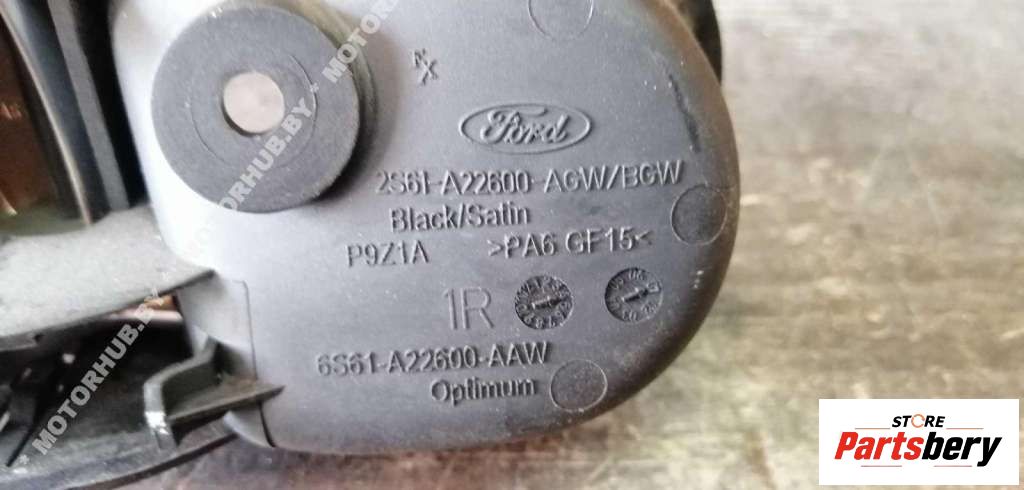 Ford
2S61-A22600-AGW/BGW
Black/Satin
P9Z1A >PA6 GF15<
1R
6S61-A22600-AAW
Optimum
MOTORHUB.BY
MOTORHUB.BY
STORE
Partsbery